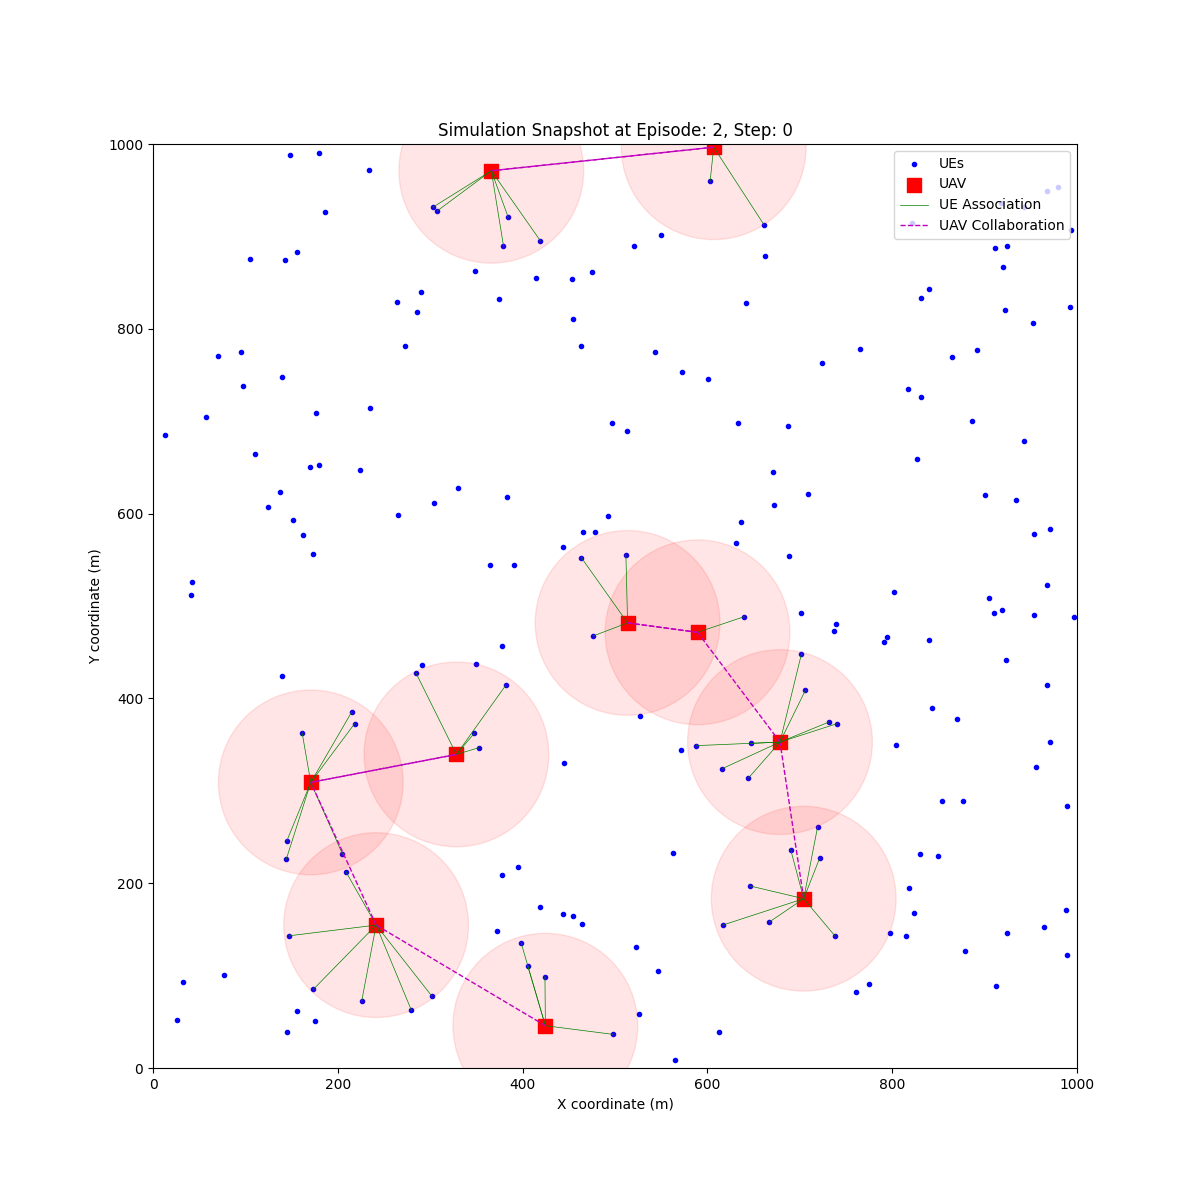 Simulation Snapshot at Episode: 2, Step: 0
1000
800
600
400
200
0
Y coordinate (m)
UEs
UAV
UE Association
UAV Collaboration
0 200 400 600 800 1000
X coordinate (m)